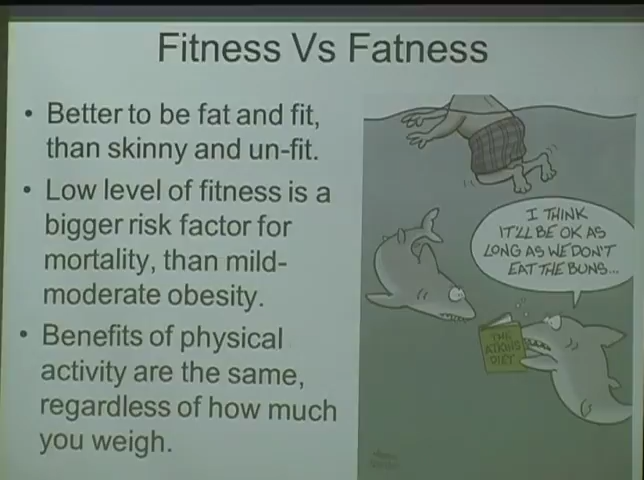 Fitness Vs Fatness
• Better to be fat and fit,
than skinny and un-fit.
• Low level of fitness is a
bigger risk factor for
mortality, than mild-
moderate obesity.
• Benefits of physical
activity are the same,
regardless of how much
you weigh.
I THINK
IT'LL BE OK AS
LONG AS WE DON'T
EAT THE BUNS...
THE
ATKINS
DIET